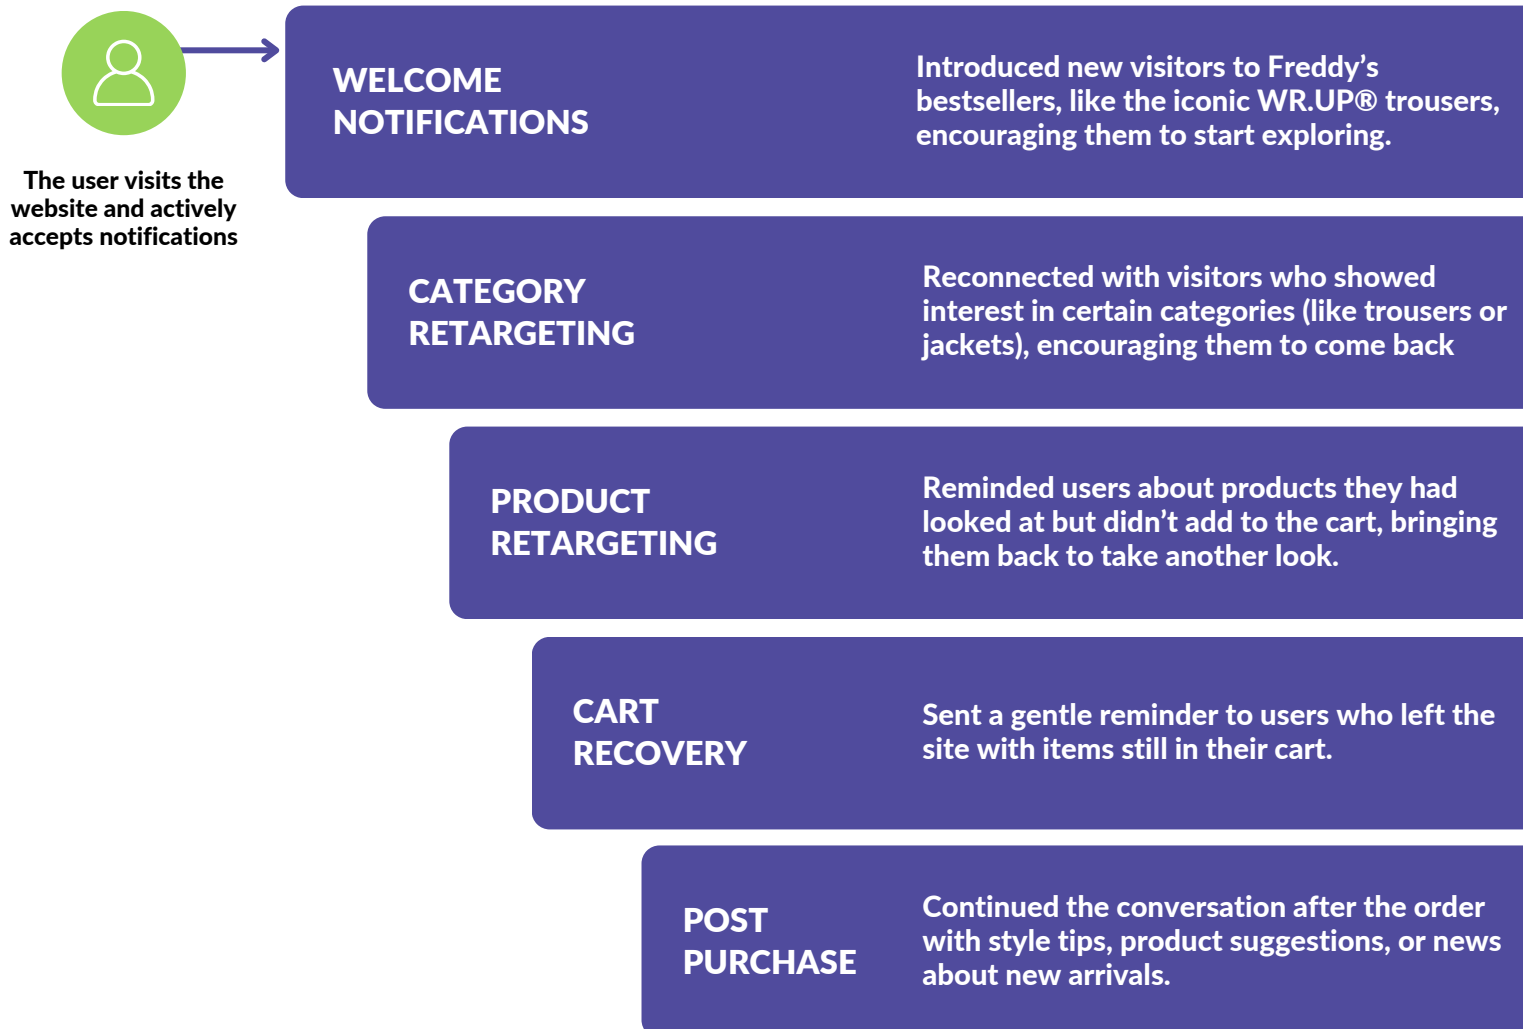 The user visits the
website and actively
accepts notifications
WELCOME
NOTIFICATIONS
Introduced new visitors to Freddy’s
bestsellers, like the iconic WR.UP® trousers,
encouraging them to start exploring.
CATEGORY
RETARGETING
Reconnected with visitors who showed
interest in certain categories (like trousers or
jackets), encouraging them to come back
PRODUCT
RETARGETING
Reminded users about products they had
looked at but didn’t add to the cart, bringing
them back to take another look.
CART
RECOVERY
Sent a gentle reminder to users who left the
site with items still in their cart.
POST
PURCHASE
Continued the conversation after the order
with style tips, product suggestions, or news
about new arrivals.